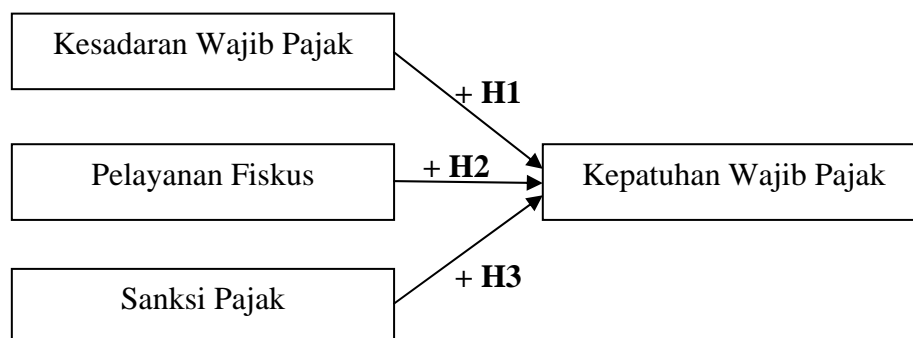 Kesadaran Wajib Pajak
+ H1
Pelayanan Fiskus
+ H2
Kepatuhan Wajib Pajak
+ H3
Sanksi Pajak